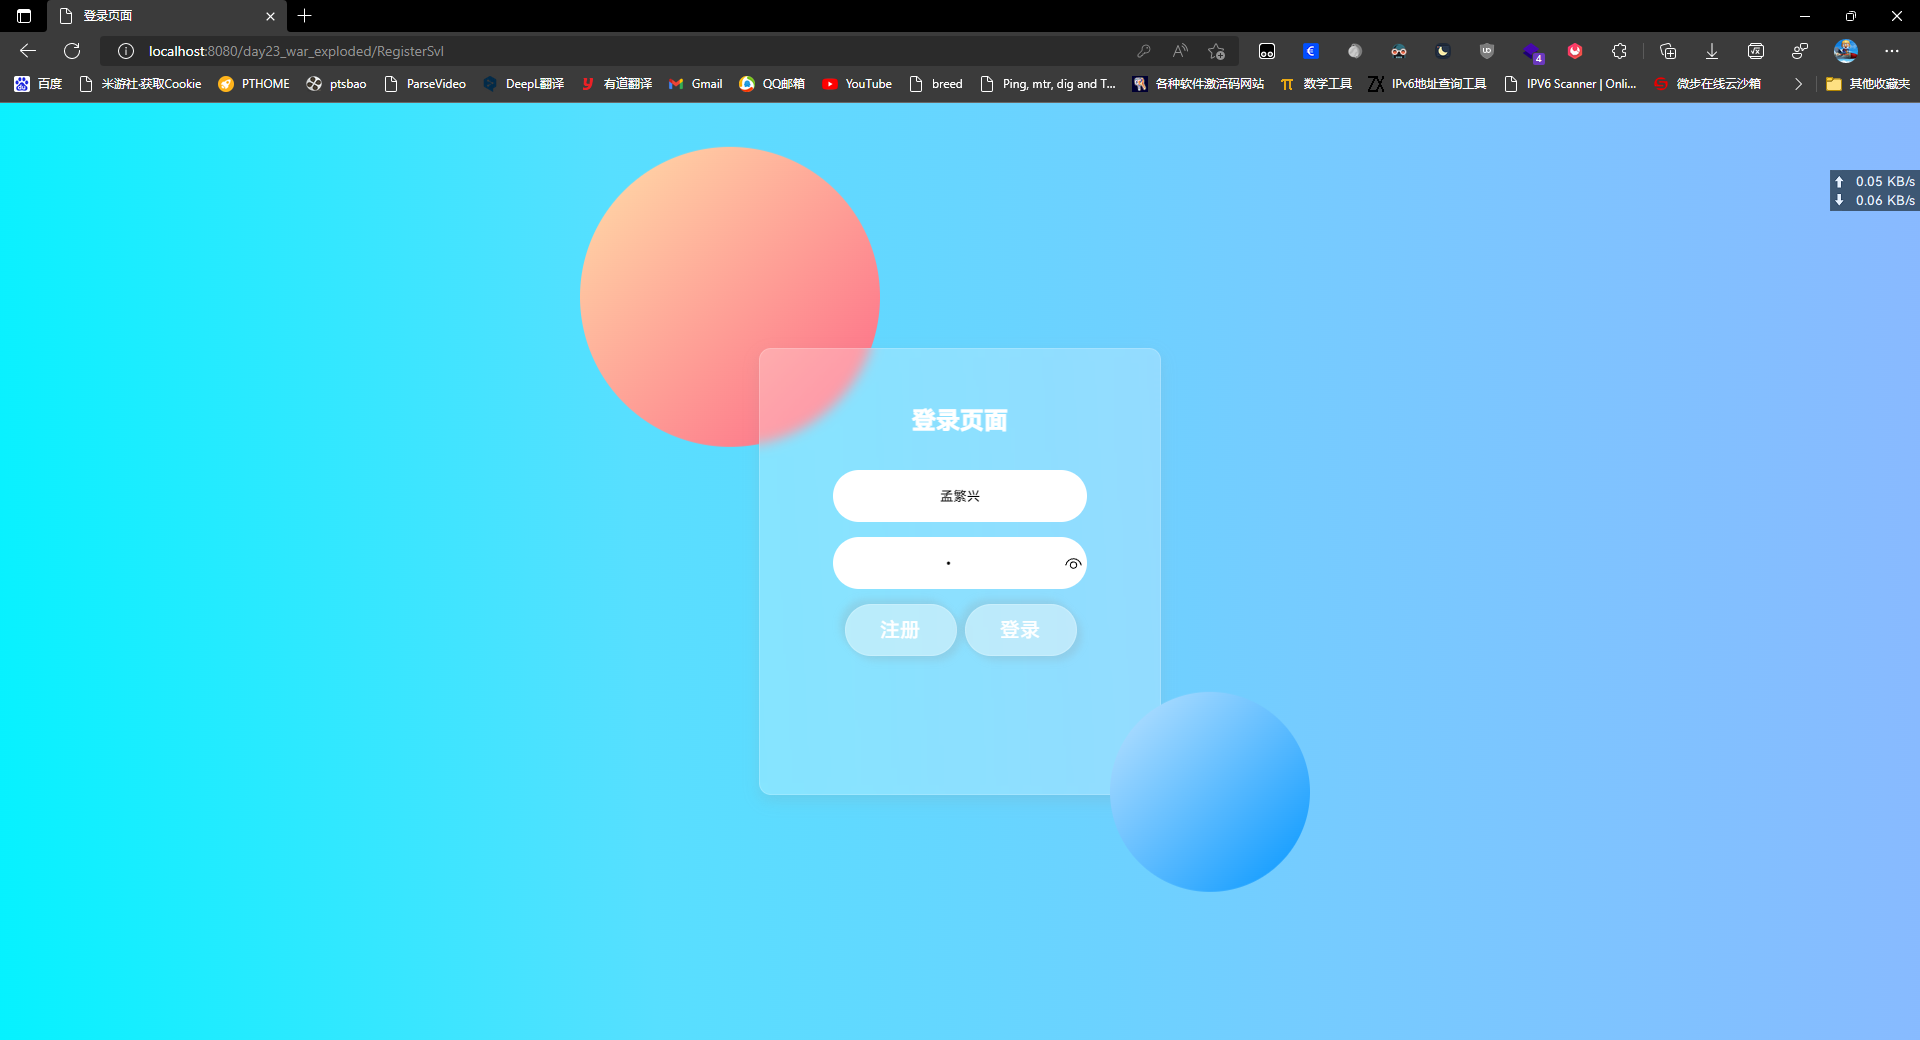 登录页面
localhost:8080/day23_war_exploded/RegisterSvl
4
百度 米游社·获取Cookie PTHOME ptsbao ParseVideo DeepL翻译 有道翻译 Gmail QQ邮箱 YouTube breed Ping, mtr, dig and T... 各种软件激活码网站 数学工具 IPv6地址查询工具 IPV6 Scanner | Onli... 微步在线云沙箱 其他收藏夹
0.05 KB/s
0.06 KB/s
登录页面
孟繁兴
注册 登录